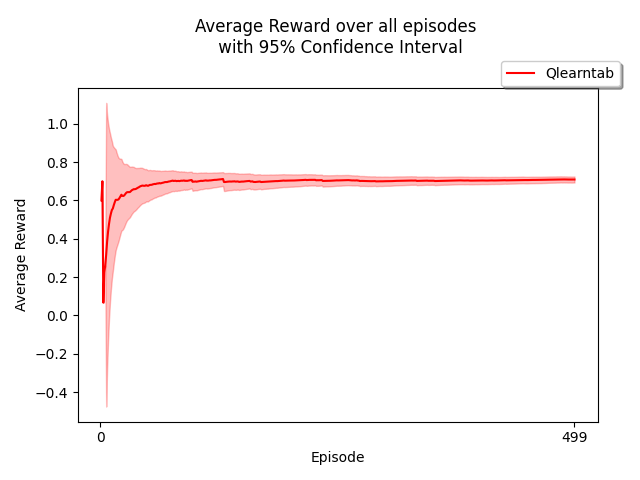 Average Reward over all episodes
with 95% Confidence Interval
Qlearntab
1.0
0.8
0.6
0.4
0.2
0.0
−0.2
−0.4
Average Reward
0
499
Episode